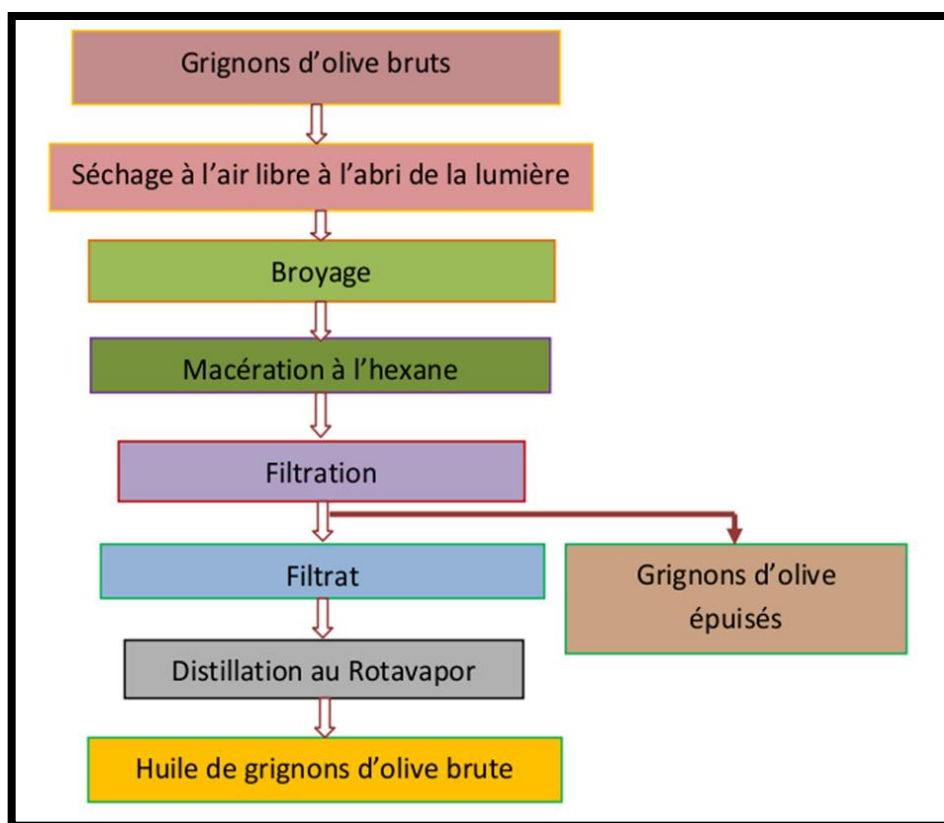 Grignons d’olive bruts
Séchage à l’air libre à l’abri de la lumière
Broyage
Macération à l’hexane
Filtration
Filtrat
Grignons d’olive
épuisés
Distillation au Rotavapor
Huile de grignons d’olive brute